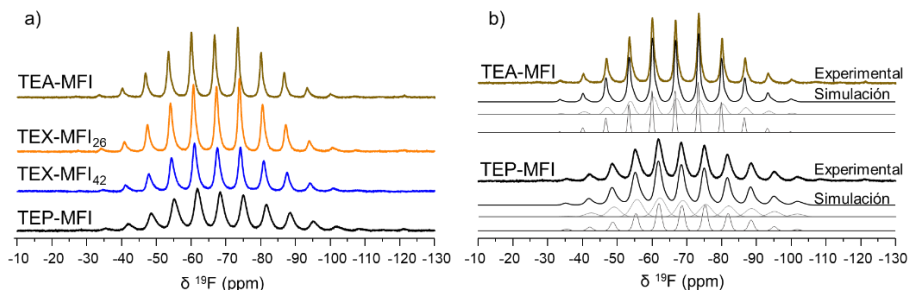 a)
TEA-MFI
TEX-MFI₂₆
TEX-MFI₄₂
TEP-MFI
-10 -20 -30 -40 -50 -60 -70 -80 -90 -100 -110 -120 -130
δ ¹⁹F (ppm)
b)
TEA-MFI
Experimental
Simulación
TEP-MFI
Experimental
Simulación
-10 -20 -30 -40 -50 -60 -70 -80 -90 -100 -110 -120 -130
δ ¹⁹F (ppm)